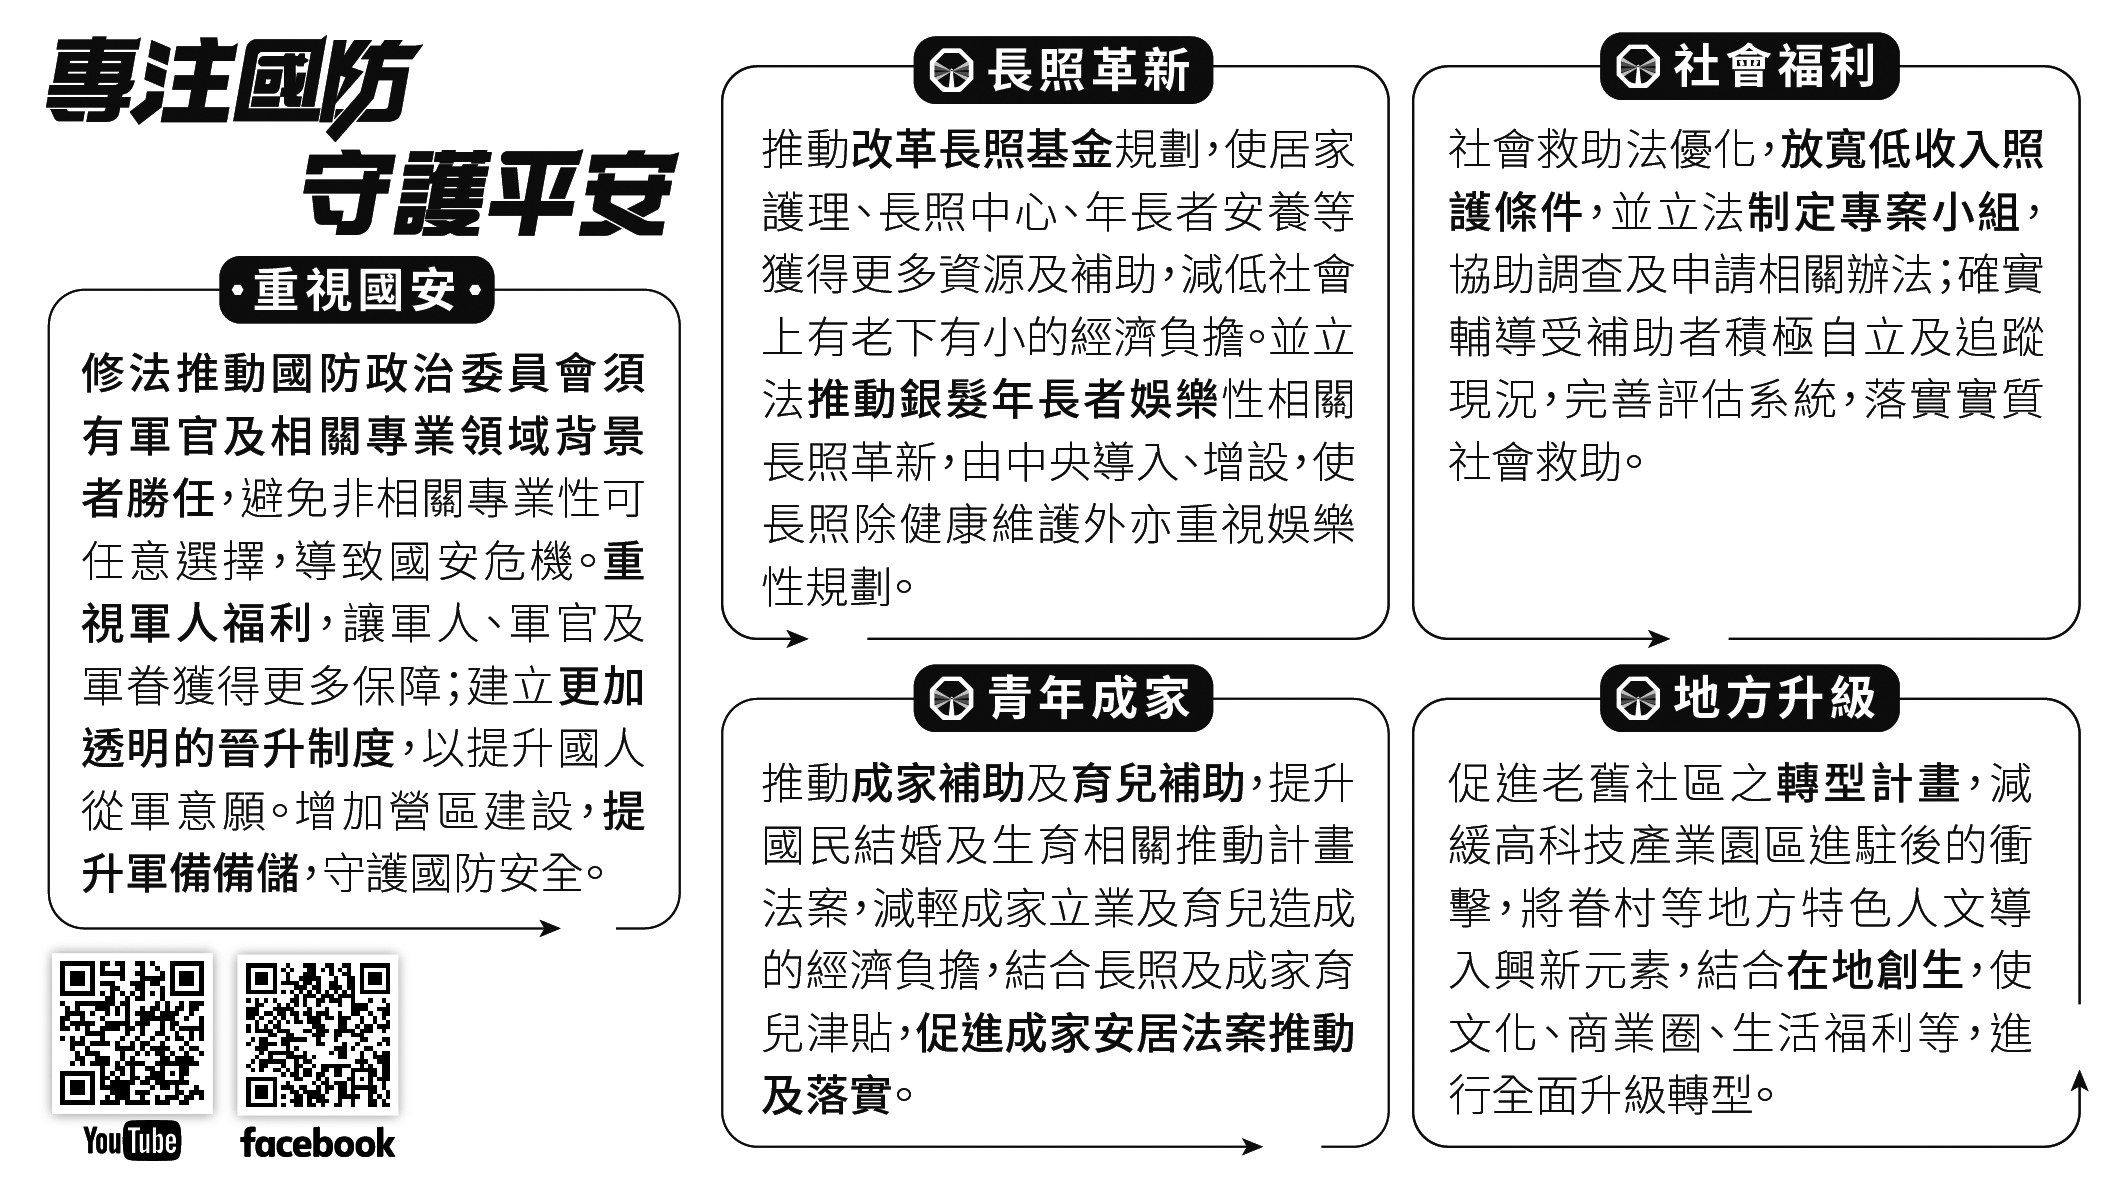 專注國防
守護平安
重視國安
修法推動國防政治委員會須
有軍官及相關專業領域背景
者勝任，避免非相關專業性可
任意選擇，導致國安危機。重
視軍人福利，讓軍人、軍官及
軍眷獲得更多保障；建立更加
透明的晉升制度，以提升國人
從軍意願。增加營區建設，提
升軍備備儲，守護國防安全。
YouTube
facebook
長照革新
推動改革長照基金規劃，使居家
護理、長照中心、年長者安養等
獲得更多資源及補助，減低社會
上有老下有小的經濟負擔。並立
法推動銀髮年長者娛樂性相關
長照革新，由中央導入、增設，使
長照除健康維護外亦重視娛樂
性規劃。
社會福利
社會救助法優化，放寬低收入照
護條件，並立法制定專案小組，
協助調查及申請相關辦法；確實
輔導受補助者積極自立及追蹤
現況，完善評估系統，落實實質
社會救助。
青年成家
推動成家補助及育兒補助，提升
國民結婚及生育相關推動計畫
法案，減輕成家立業及育兒造成
的經濟負擔，結合長照及成家育
兒津貼，促進成家安居法案推動
及落實。
地方升級
促進老舊社區之轉型計畫，減
緩高科技產業園區進駐後的衝
擊，將眷村等地方特色人文導
入興新元素，結合在地創生，使
文化、商業圈、生活福利等，進
行全面升級轉型。